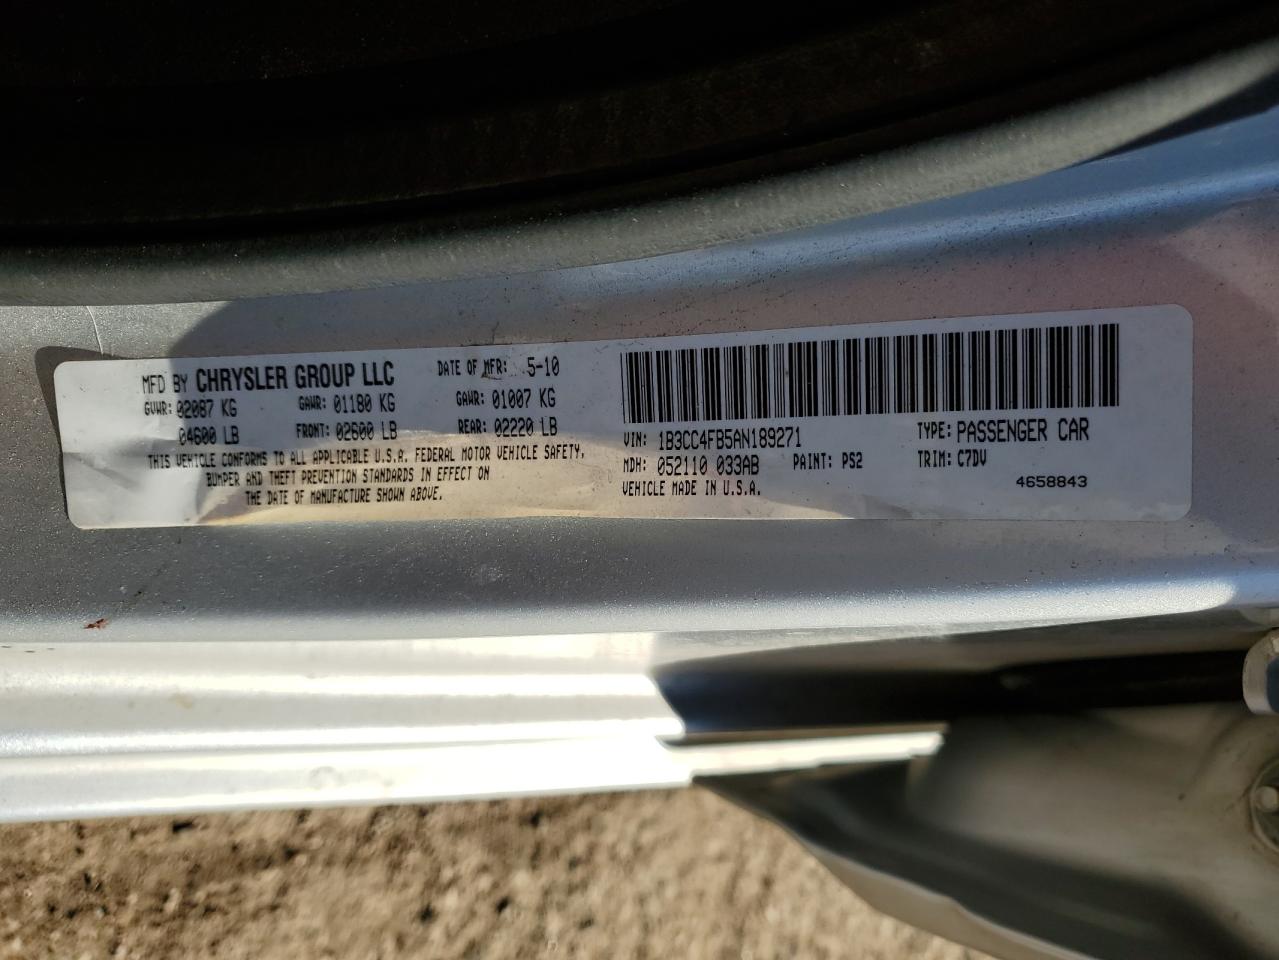 MFD BY CHRYSLER GROUP LLC DATE OF MFR: 5-10
GVWR: 02087 KG GAWR: 01180 KG GAWR: 01007 KG
04600 LB FRONT: 02600 LB REAR: 02220 LB
THIS VEHICLE CONFORMS TO ALL APPLICABLE U.S.A. FEDERAL MOTOR VEHICLE SAFETY,
BUMPER AND THEFT PREVENTION STANDARDS IN EFFECT ON
THE DATE OF MANUFACTURE SHOWN ABOVE.
VIN: 1B3CC4FB5AN189271 TYPE: PASSENGER CAR
MDH: 052110 033AB PAINT: PS2 TRIM: C7DV
VEHICLE MADE IN U.S.A. 4658843